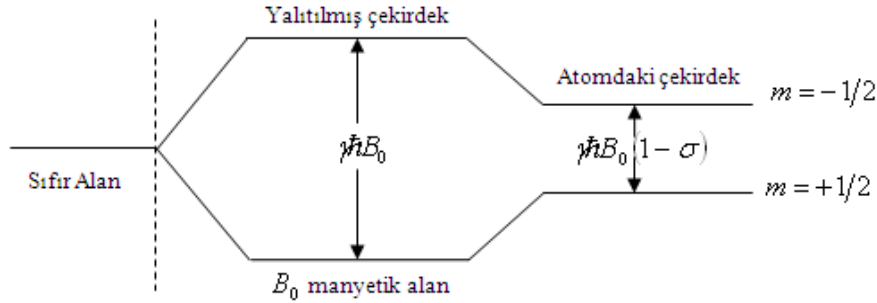 Yalıtılmış çekirdek
Atomdaki çekirdek
m = −1/2
γℏB₀
γℏB₀(1 − σ)
Sıfır Alan
m = +1/2
B₀ manyetik alan